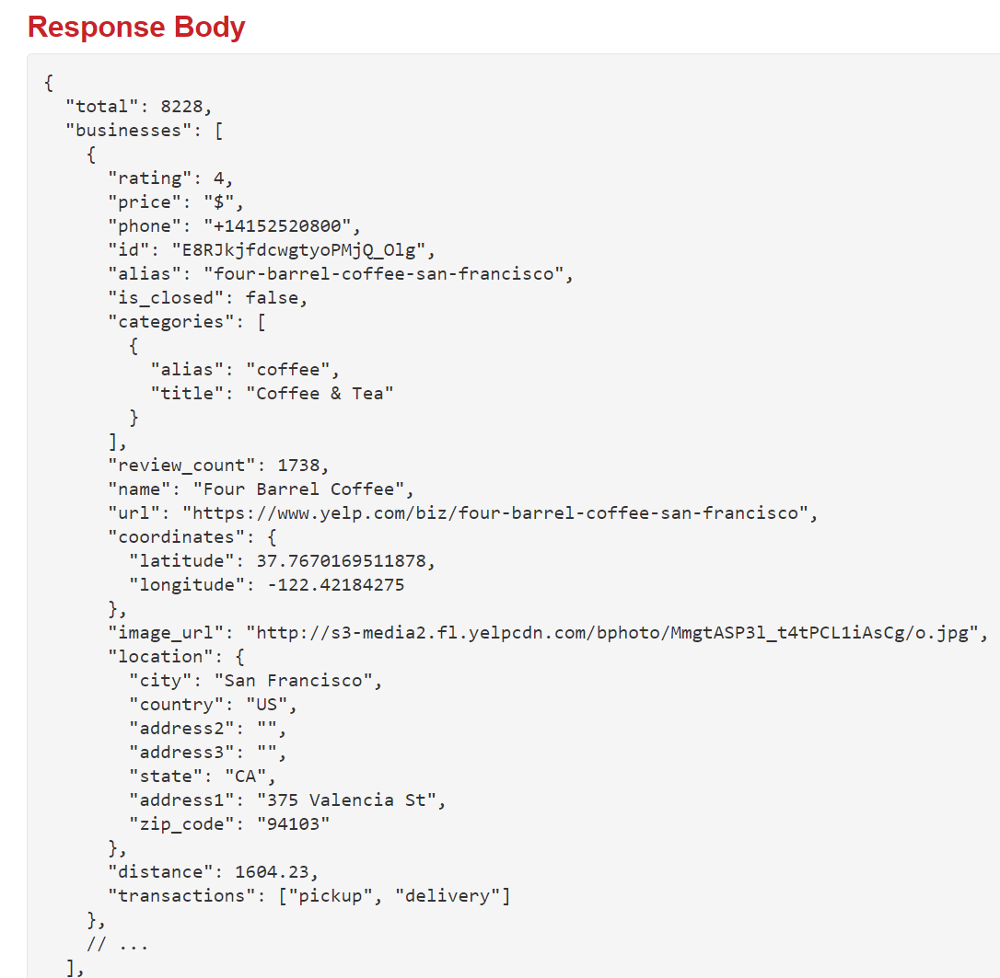 Response Body
{
  "total": 8228,
  "businesses": [
    {
      "rating": 4,
      "price": "$",
      "phone": "+14152520800",
      "id": "E8RJkjfdcwgtyoPMjQ_Olg",
      "alias": "four-barrel-coffee-san-francisco",
      "is_closed": false,
      "categories": [
        {
          "alias": "coffee",
          "title": "Coffee & Tea"
        }
      ],
      "review_count": 1738,
      "name": "Four Barrel Coffee",
      "url": "https://www.yelp.com/biz/four-barrel-coffee-san-francisco",
      "coordinates": {
        "latitude": 37.7670169511878,
        "longitude": -122.42184275
      },
      "image_url": "http://s3-media2.fl.yelpcdn.com/bphoto/MmgtASP3l_t4tPCL1iAsCg/o.jpg",
      "location": {
        "city": "San Francisco",
        "country": "US",
        "address2": "",
        "address3": "",
        "state": "CA",
        "address1": "375 Valencia St",
        "zip_code": "94103"
      },
      "distance": 1604.23,
      "transactions": ["pickup", "delivery"]
    },
    // ...
  ],